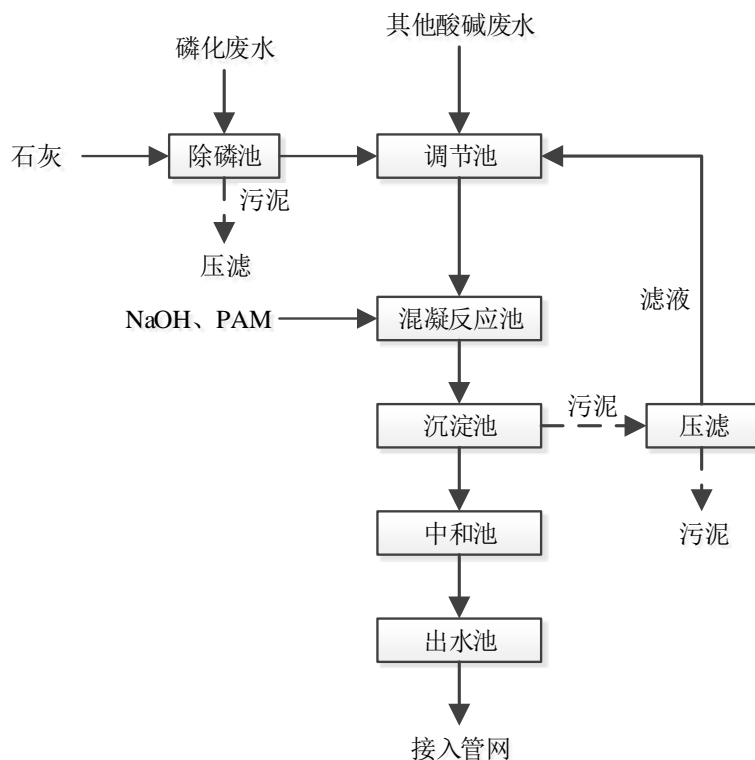 磷化废水
其他酸碱废水
石灰
除磷池
调节池
污泥
压滤
NaOH、PAM
混凝反应池
滤液
沉淀池
污泥
压滤
中和池
污泥
出水池
接入管网